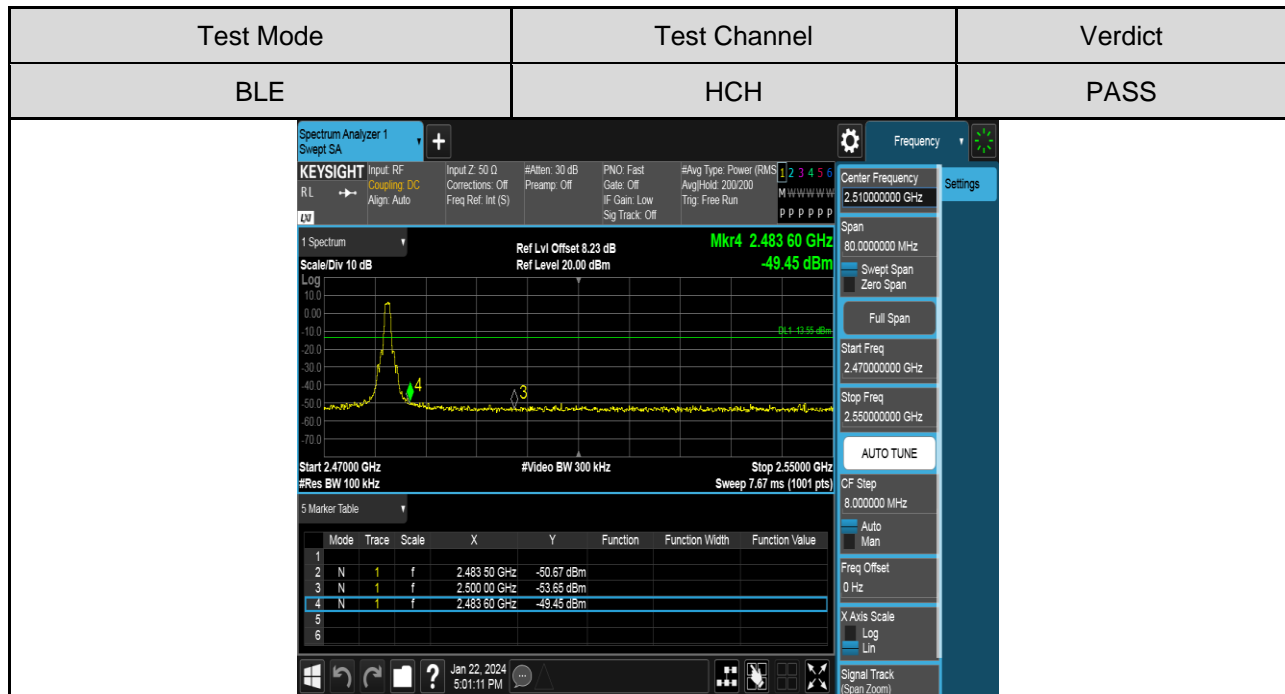 Test Mode Test Channel Verdict
BLE HCH PASS
Spectrum Analyzer 1
Swept SA
+
Frequency
KEYSIGHT Input: RF Input Z: 50 Ω #Atten: 30 dB PNO: Fast #Avg Type: Power (RMS 1 2 3 4 5 6
RL Coupling: DC Corrections: Off Preamp: Off Gate: Off Avg|Hold: 200/200 M W W W W W
Align: Auto Freq Ref: Int (S) IF Gain: Low Trig: Free Run P P P P P P
LXI Sig Track: Off
1 Spectrum
Ref Lvl Offset 8.23 dB
Mkr4 2.483 60 GHz
Scale/Div 10 dB Ref Level 20.00 dBm -49.45 dBm
Log
10.0
0.00
-10.0
DL1 -13.55 dBm
-20.0
-30.0
-40.0
4
3
-50.0
-60.0
-70.0
Start 2.47000 GHz #Video BW 300 kHz Stop 2.55000 GHz
#Res BW 100 kHz Sweep 7.67 ms (1001 pts)
5 Marker Table
Mode Trace Scale X Y Function Function Width Function Value
1
2 N 1 f 2.483 50 GHz -50.67 dBm
3 N 1 f 2.500 00 GHz -53.65 dBm
4 N 1 f 2.483 60 GHz -49.45 dBm
5
6
? Jan 22, 2024
5:01:11 PM
Center Frequency
2.510000000 GHz
Settings
Span
80.0000000 MHz
Swept Span
Zero Span
Full Span
Start Freq
2.470000000 GHz
Stop Freq
2.550000000 GHz
AUTO TUNE
CF Step
8.000000 MHz
Auto
Man
Freq Offset
0 Hz
X Axis Scale
Log
Lin
Signal Track
(Span Zoom)